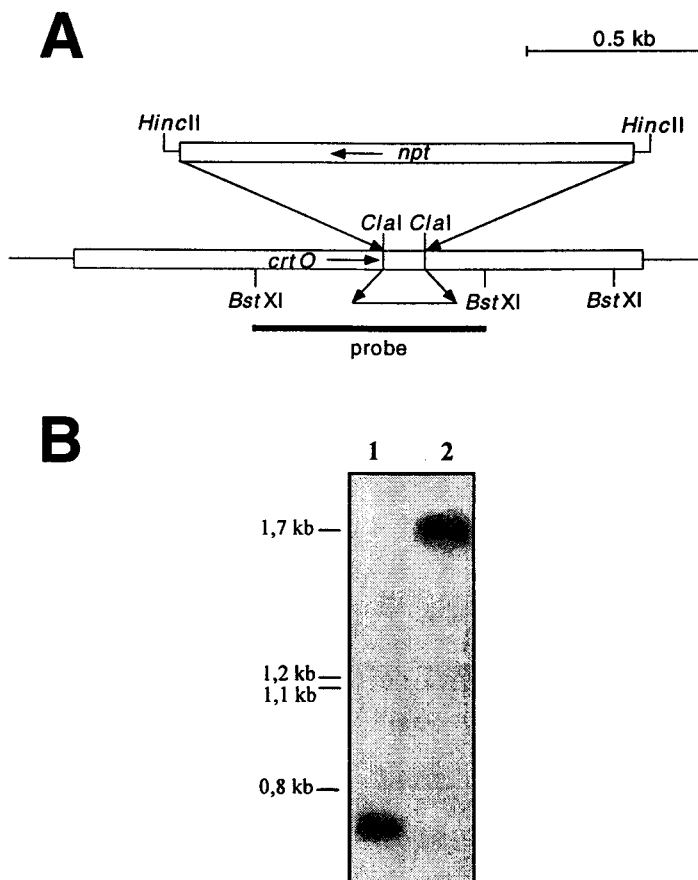 A
0.5 kb
HincII
HincII
npt
ClaI ClaI
crtO
BstXI
BstXI
BstXI
probe
B
1 2
1,7 kb
1,2 kb
1,1 kb
0,8 kb